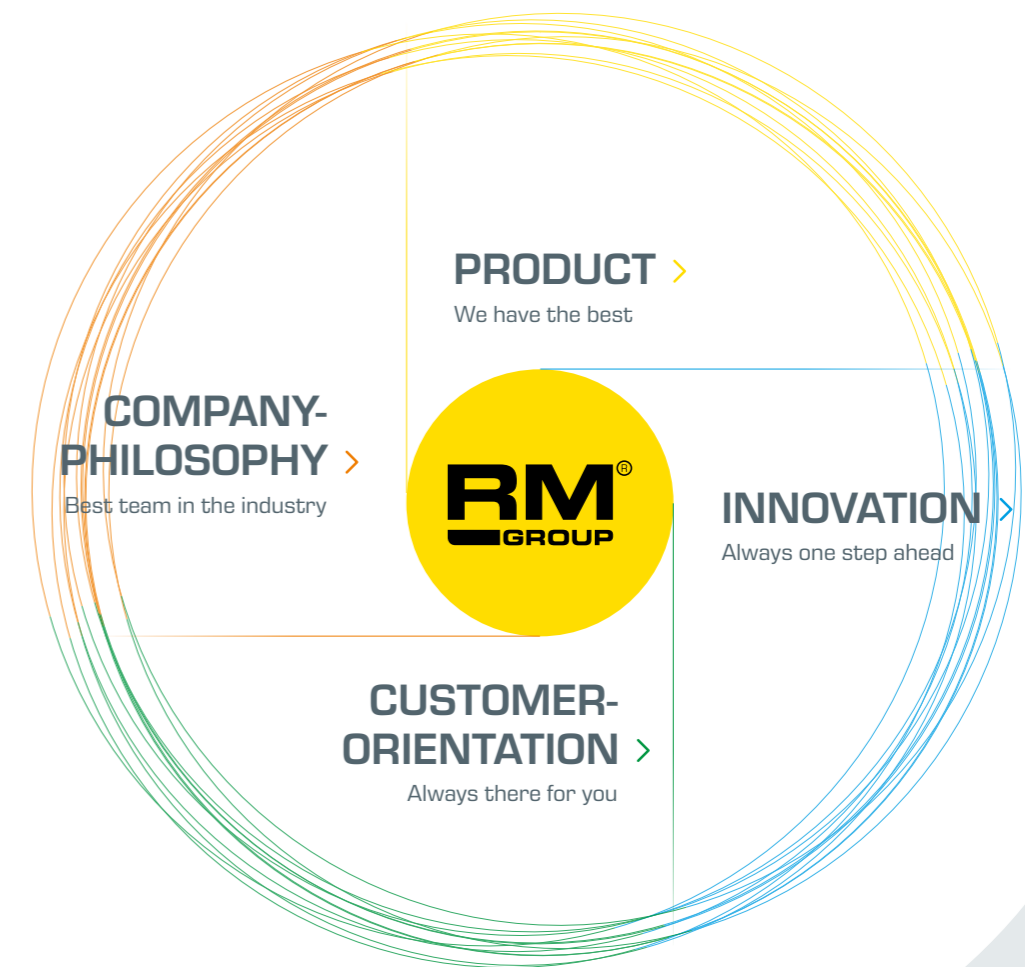 PRODUCT
We have the best
COMPANY-
PHILOSOPHY
Best team in the industry
RM®
GROUP
INNOVATION
Always one step ahead
CUSTOMER-
ORIENTATION
Always there for you